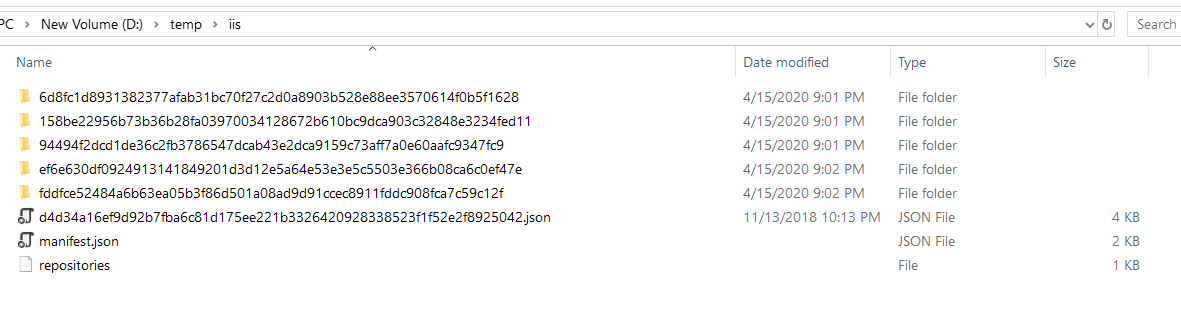 PC > New Volume (D:) > temp > iis Search
Name Date modified Type Size
6d8fc1d8931382377afab31bc70f27c2d0a8903b528e88ee3570614f0b5f1628 4/15/2020 9:01 PM File folder
158be22956b73b36b28fa03970034128672b610bc9dca903c32848e3234fed11 4/15/2020 9:01 PM File folder
94494f2dcd1de36c2fb3786547dcab43e2dca9159c73aff7a0e60aafc9347fc9 4/15/2020 9:01 PM File folder
ef6e630df0924913141849201d3d12e5a64e53e3e5c5503e366b08ca6c0ef47e 4/15/2020 9:02 PM File folder
fddfce52484a6b63ea05b3f86d501a08ad9d91ccec8911fddc908fca7c59c12f 4/15/2020 9:02 PM File folder
d4d34a16ef9d92b7fba6c81d175ee221b3326420928338523f1f52e2f8925042.json 11/13/2018 10:13 PM JSON File 4 KB
manifest.json JSON File 2 KB
repositories File 1 KB